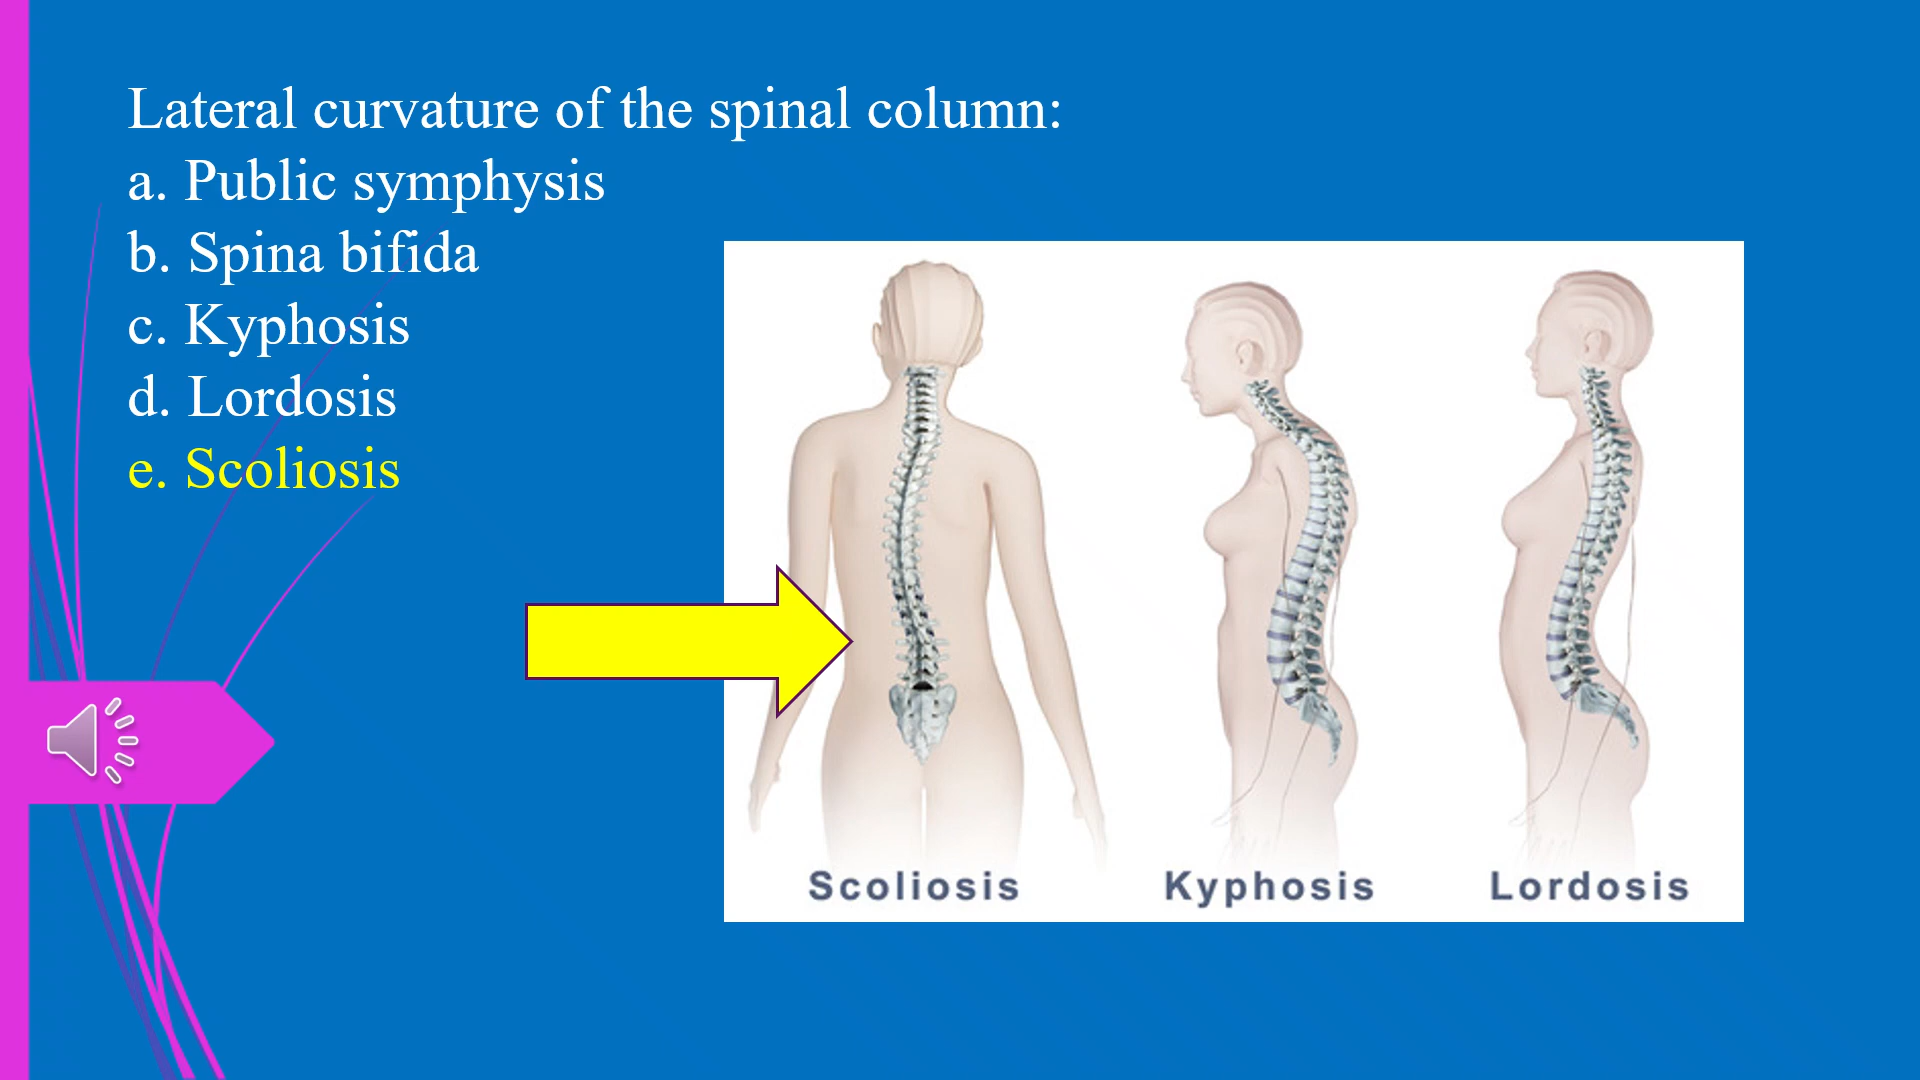 Lateral curvature of the spinal column:
a. Public symphysis
b. Spina bifida
c. Kyphosis
d. Lordosis
e. Scoliosis
Scoliosis
Kyphosis
Lordosis